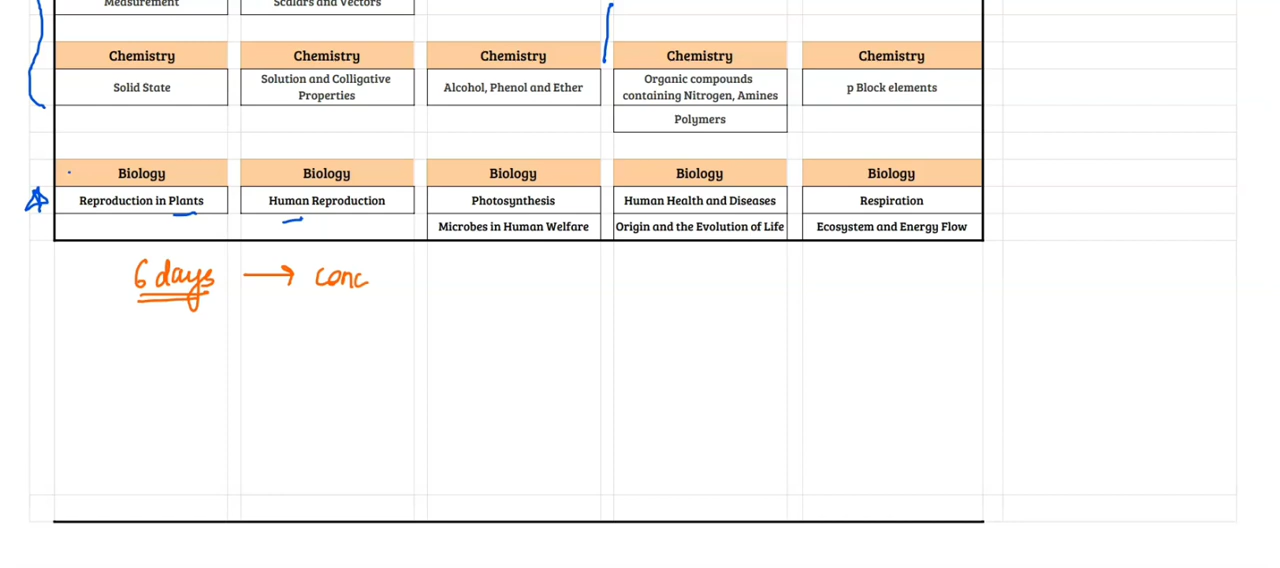 Measurement Scalars and Vectors
Chemistry Chemistry Chemistry Chemistry Chemistry
Solid State
Solution and Colligative
Properties
Alcohol, Phenol and Ether
Organic compounds
containing Nitrogen, Amines
p Block elements
Polymers
Biology Biology Biology Biology Biology
Reproduction in Plants Human Reproduction Photosynthesis Human Health and Diseases Respiration
Microbes in Human Welfare Origin and the Evolution of Life Ecosystem and Energy Flow
6 days → conc